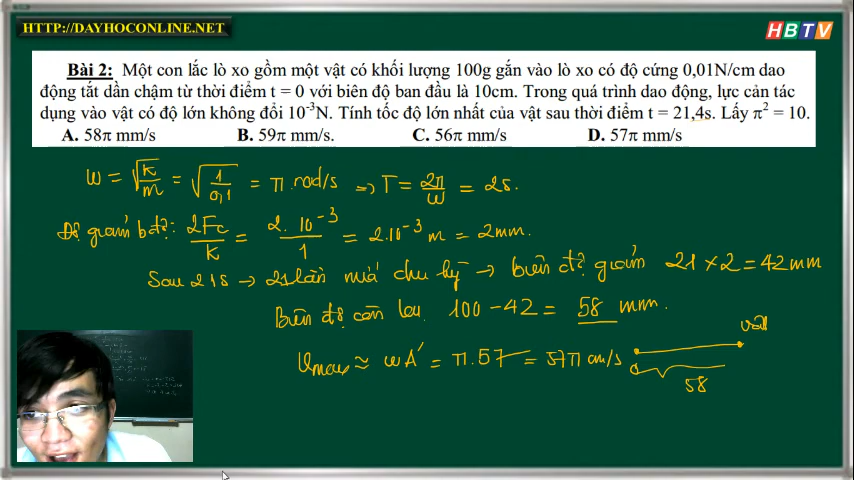 HTTP://DAYHOCONLINE.NET
HBTV
Bài 2: Một con lắc lò xo gồm một vật có khối lượng 100g gắn vào lò xo có độ cứng 0,01N/cm dao
động tắt dần chậm từ thời điểm t = 0 với biên độ ban đầu là 10cm. Trong quá trình dao động, lực cản tác
dụng vào vật có độ lớn không đổi 10⁻³N. Tính tốc độ lớn nhất của vật sau thời điểm t = 21,4s. Lấy π² = 10.
A. 58π mm/s B. 59π mm/s C. 56π mm/s D. 57π mm/s
ω = √(k/m) = √(1/0,1) = π rad/s ⇒ T = 2π/ω = 2s.
Độ giảm bđ: 2Fc/k = 2.10⁻³/1 = 2.10⁻³ m = 2mm.
Sau 21s → 21 lần nửa chu kỳ → biên độ giảm 21 × 2 = 42 mm
Biên độ còn lại 100 - 42 = 58 mm.
vật
Vmax ≈ ωA' = π.57 = 57π m/s
58